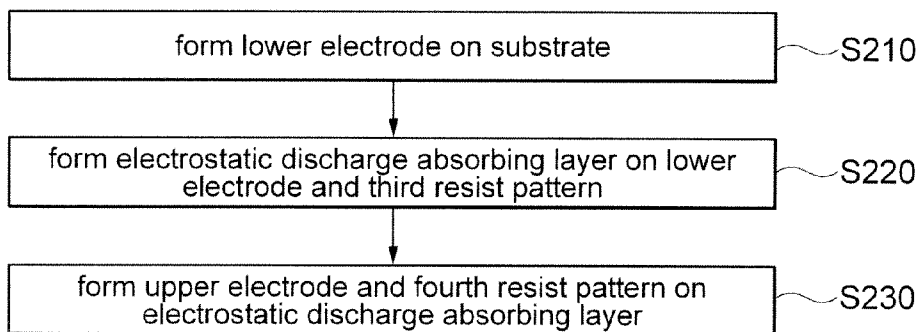 form lower electrode on substrate
S210
form electrostatic discharge absorbing layer on lower
electrode and third resist pattern
S220
form upper electrode and fourth resist pattern on
electrostatic discharge absorbing layer
S230